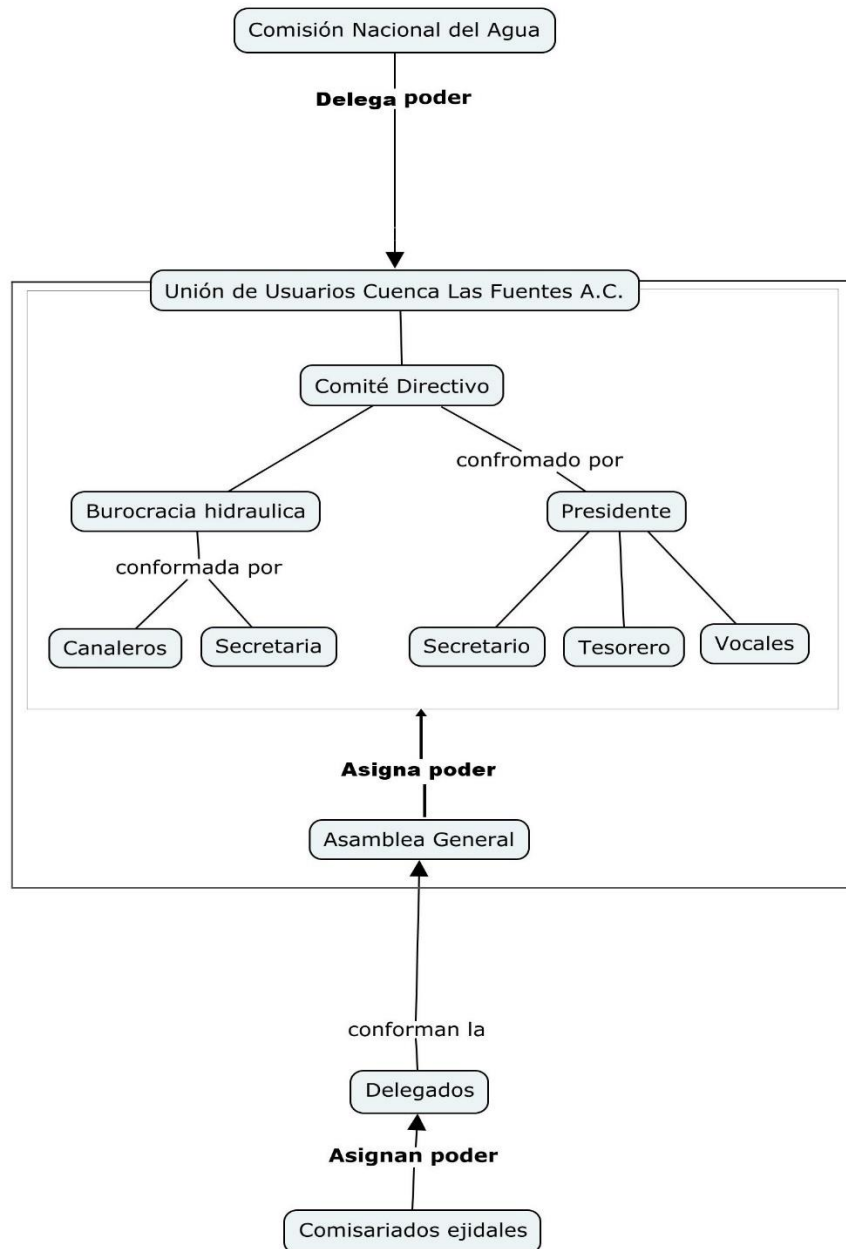 Comisión Nacional del Agua
Delega poder
Unión de Usuarios Cuenca Las Fuentes A.C.
Comité Directivo
confromado por
Burocracia hidraulica
Presidente
conformada por
Canaleros
Secretaria
Secretario
Tesorero
Vocales
Asigna poder
Asamblea General
conforman la
Delegados
Asignan poder
Comisariados ejidales